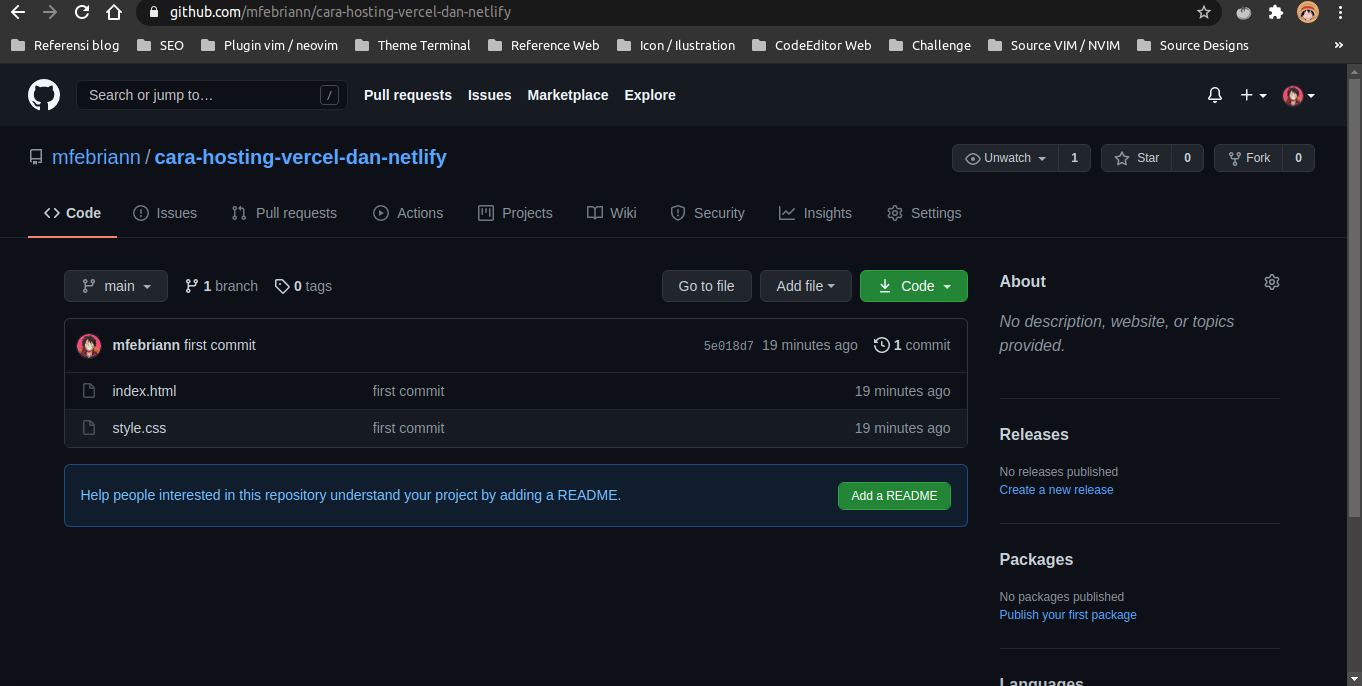 github.com/mfebriann/cara-hosting-vercel-dan-netlify
Referensi blog SEO Plugin vim / neovim Theme Terminal Reference Web Icon / Ilustration CodeEditor Web Challenge Source VIM / NVIM Source Designs »
Search or jump to… / Pull requests Issues Marketplace Explore
mfebriann / cara-hosting-vercel-dan-netlify Unwatch 1 Star 0 Fork 0
Code Issues Pull requests Actions Projects Wiki Security Insights Settings
main 1 branch 0 tags Go to file Add file Code
mfebriann first commit 5e018d7 19 minutes ago 1 commit
index.html first commit 19 minutes ago
style.css first commit 19 minutes ago
Help people interested in this repository understand your project by adding a README. Add a README
About
No description, website, or topics
provided.
Releases
No releases published
Create a new release
Packages
No packages published
Publish your first package
Languages